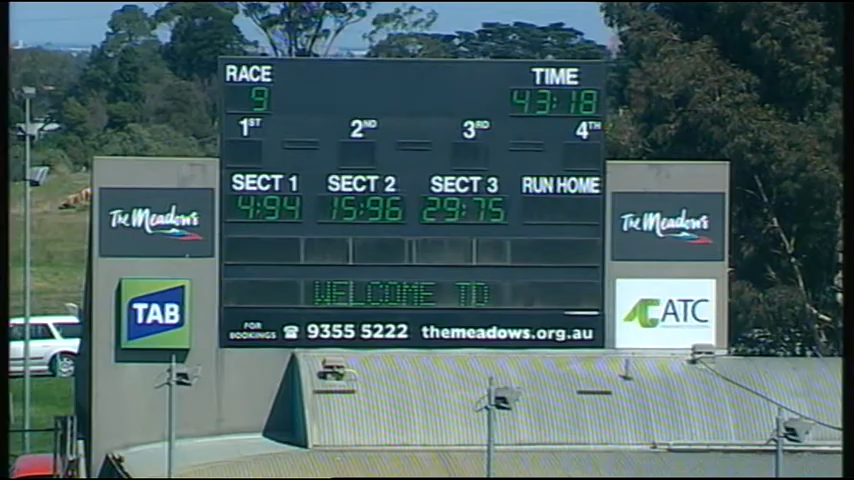 RACE TIME
9 43:18
1ST 2ND 3RD 4TH
SECT 1 SECT 2 SECT 3 RUN HOME
4:94 15:96 29:75
The Meadows
The Meadows
WELCOME TO
TAB
ATC
FOR BOOKINGS ☎ 9355 5222 themeadows.org.au